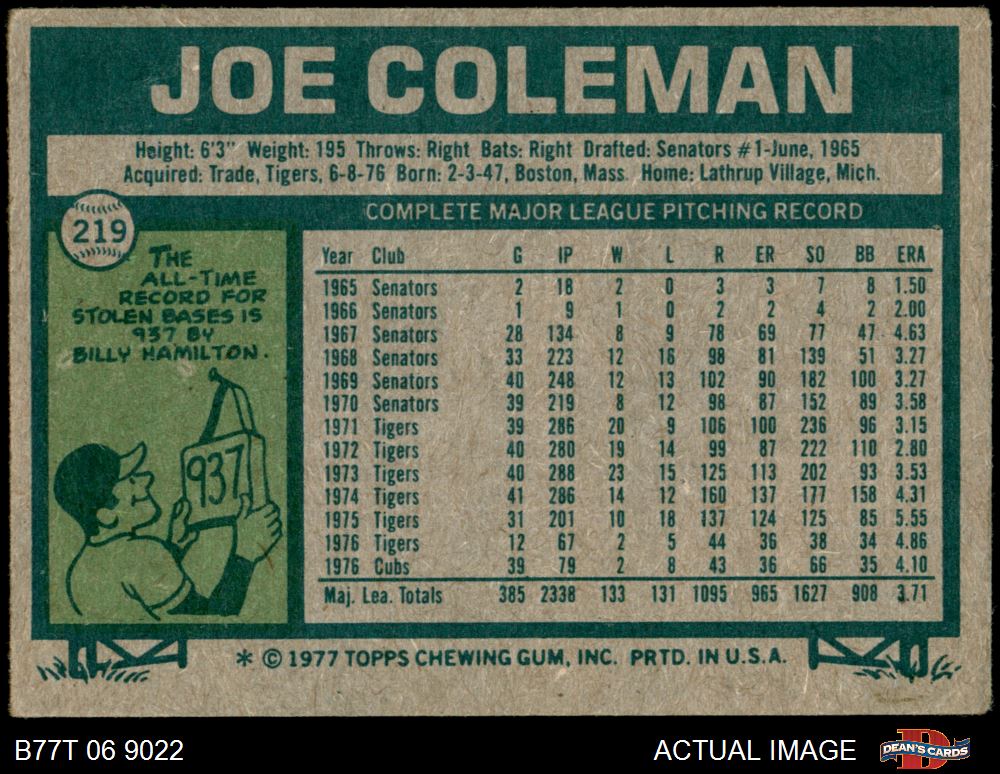 JOE COLEMAN
Height: 6'3" Weight: 195 Throws: Right Bats: Right Drafted: Senators #1-June, 1965
Acquired: Trade, Tigers, 6-8-76 Born: 2-3-47, Boston, Mass. Home: Lathrup Village, Mich.
219
THE
ALL-TIME
RECORD FOR
STOLEN BASES IS
937 BY
BILLY HAMILTON.
937
COMPLETE MAJOR LEAGUE PITCHING RECORD
Year Club G IP W L R ER SO BB ERA
1965 Senators 2 18 2 0 3 3 7 8 1.50
1966 Senators 1 9 1 0 2 2 4 2 2.00
1967 Senators 28 134 8 9 78 69 77 47 4.63
1968 Senators 33 223 12 16 98 81 139 51 3.27
1969 Senators 40 248 12 13 102 90 182 100 3.27
1970 Senators 39 219 8 12 98 87 152 89 3.58
1971 Tigers 39 286 20 9 106 100 236 96 3.15
1972 Tigers 40 280 19 14 99 87 222 110 2.80
1973 Tigers 40 288 23 15 125 113 202 93 3.53
1974 Tigers 41 286 14 12 160 137 177 158 4.31
1975 Tigers 31 201 10 18 137 124 125 85 5.55
1976 Tigers 12 67 2 5 44 36 38 34 4.86
1976 Cubs 39 79 2 8 43 36 66 35 4.10
Maj. Lea. Totals 385 2338 133 131 1095 965 1627 908 3.71
* © 1977 TOPPS CHEWING GUM, INC. PRTD. IN U.S.A.
B77T 06 9022
ACTUAL IMAGE
DEAN'S CARDS